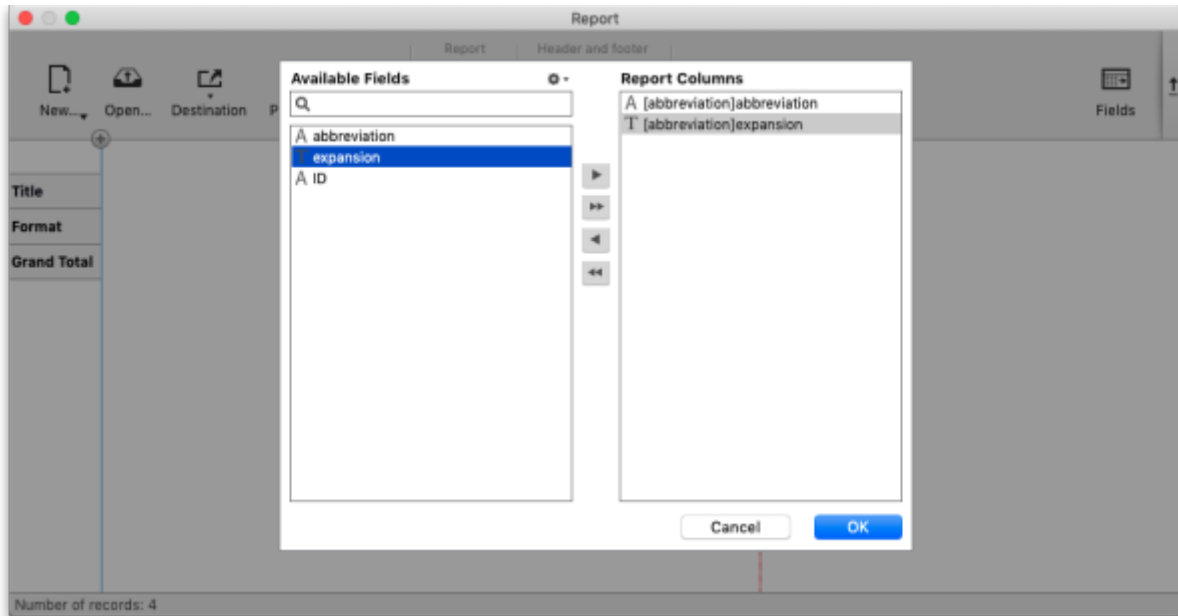 Report
Report Header and footer
New... Open... Destination P Fields
Title
Format
Grand Total
Available Fields
A abbreviation
T expansion
A ID
Report Columns
A [abbreviation]abbreviation
T [abbreviation]expansion
Cancel OK
Number of records: 4